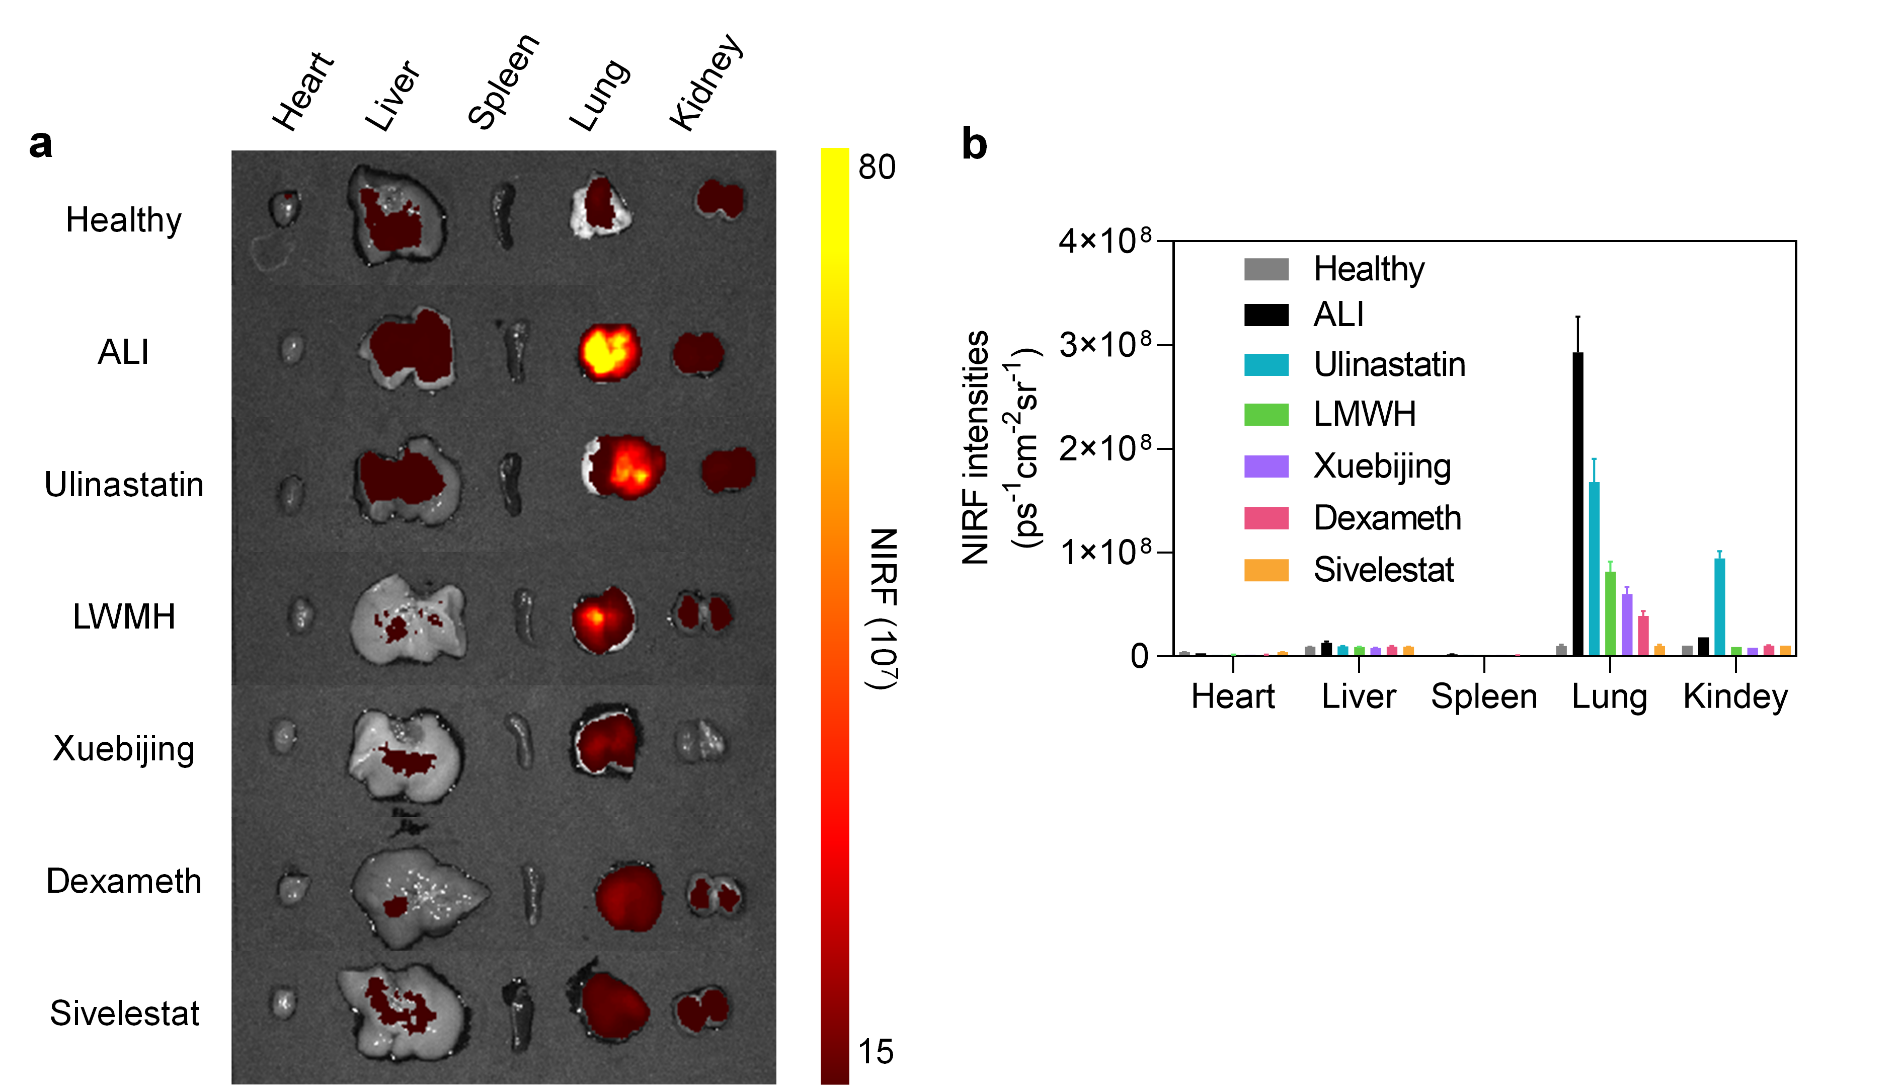 a
Heart
Liver
Spleen
Lung
Kidney
Healthy
ALI
Ulinastatin
LWMH
Xuebijing
Dexameth
Sivelestat
80
NIRF (10⁷)
15
b
NIRF intensities
(ps⁻¹cm⁻²sr⁻¹)
4×10⁸
3×10⁸
2×10⁸
1×10⁸
0
Healthy
ALI
Ulinastatin
LMWH
Xuebijing
Dexameth
Sivelestat
Heart
Liver
Spleen
Lung
Kindey